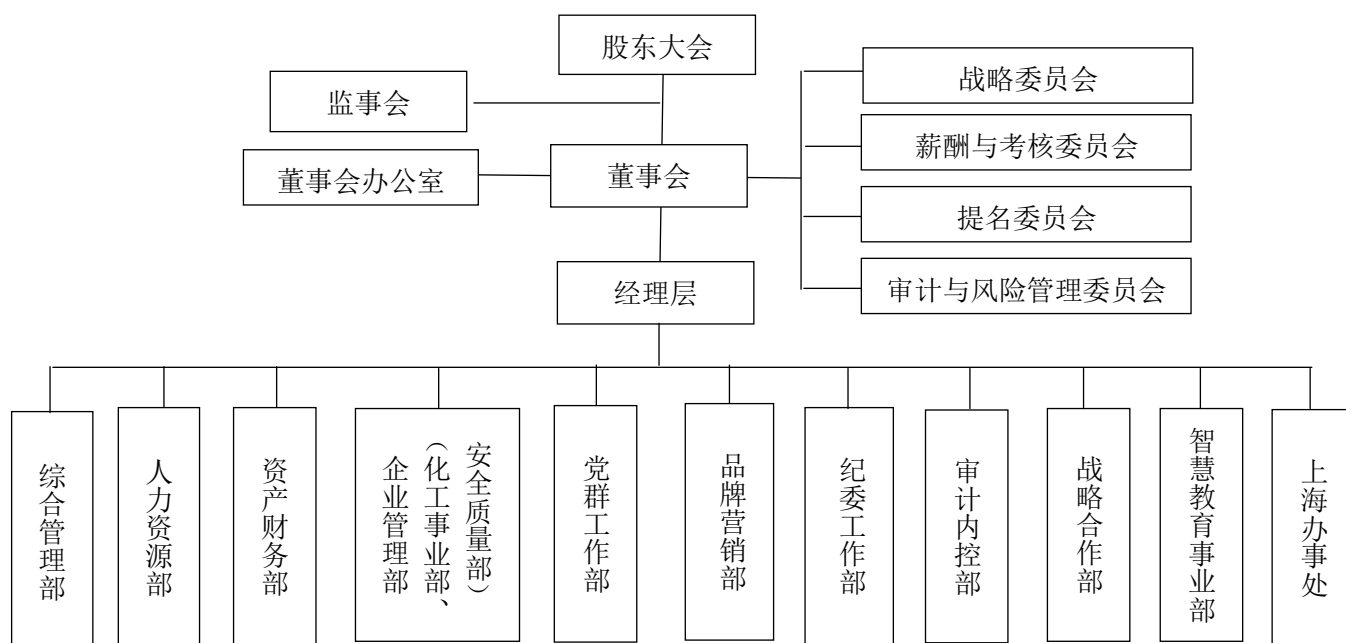 股东大会
监事会
战略委员会
薪酬与考核委员会
董事会办公室
董事会
提名委员会
经理层
审计与风险管理委员会
综合管理部
人力资源部
资产财务部
企业管理部
（化工事业部、
安全质量部）
党群工作部
品牌营销部
纪委工作部
审计内控部
战略合作部
智慧教育事业部
上海办事处